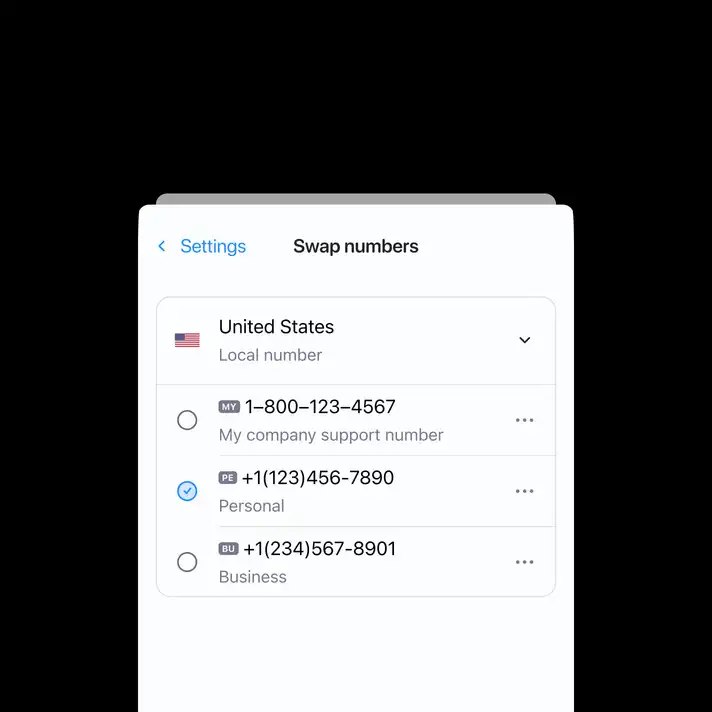 Settings
Swap numbers
United States
Local number
MY 1–800–123–4567
My company support number
PE +1(123)456-7890
Personal
BU +1(234)567-8901
Business